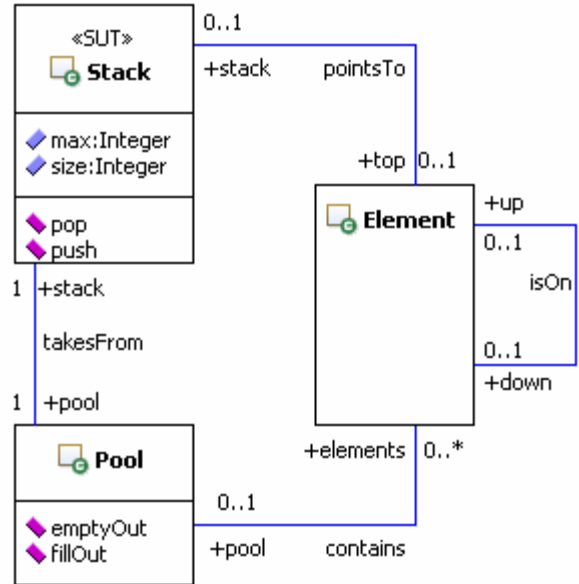 0..1
«SUT»
Stack
+stack
pointsTo
max:Integer
size:Integer
+top
0..1
pop
push
Element
+up
0..1
isOn
1
+stack
takesFrom
0..1
+down
1
+pool
Pool
+elements
0..*
0..1
emptyOut
fillOut
+pool
contains